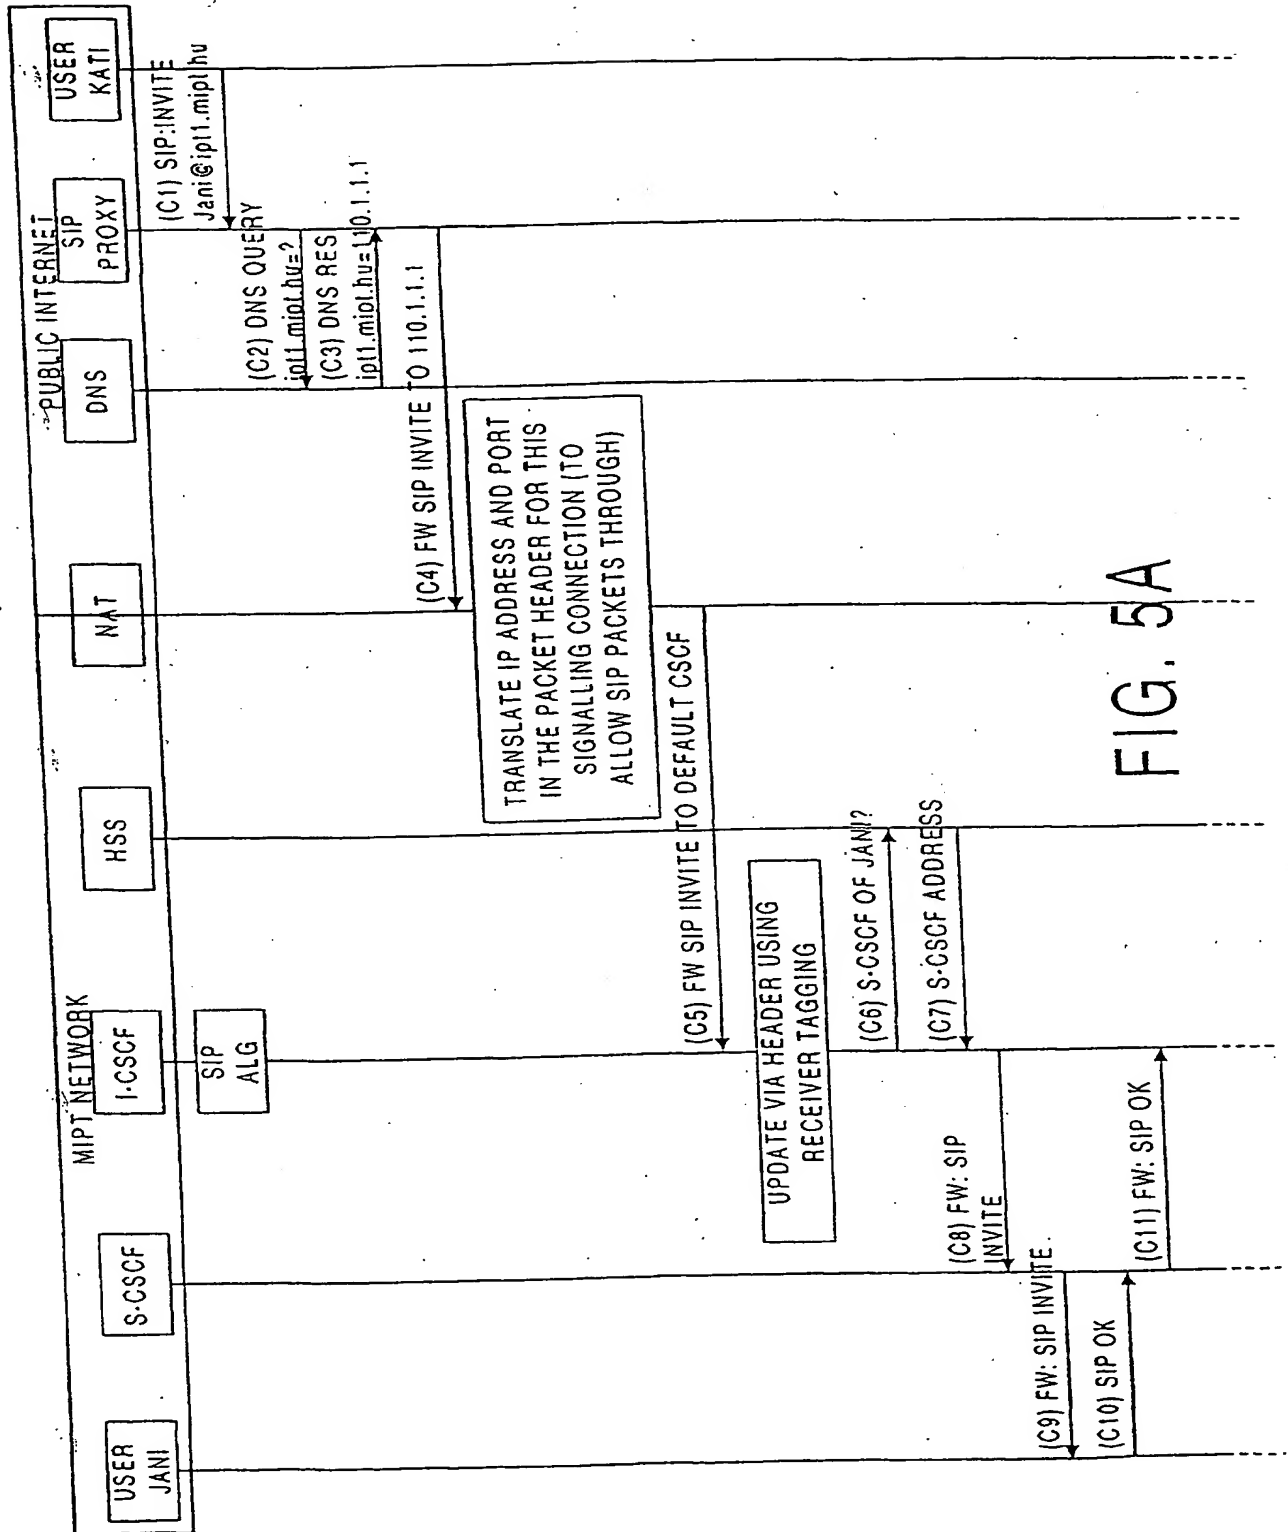 MIPT NETWORK
PUBLIC INTERNET
USER
JANI
S-CSCF
I-CSCF
SIP
ALG
HSS
NAT
DNS
SIP
PROXY
USER
KATI
(C1) SIP:INVITE
Jani@ipt1.mipt.hu
(C2) DNS QUERY
ipt1.mipt.hu=?
(C3) DNS RES
ipt1.mipt.hu=110.1.1.1
(C4) FW SIP INVITE TO 110.1.1.1
TRANSLATE IP ADDRESS AND PORT
IN THE PACKET HEADER FOR THIS
SIGNALLING CONNECTION (TO
ALLOW SIP PACKETS THROUGH)
(C5) FW SIP INVITE TO DEFAULT CSCF
UPDATE VIA HEADER USING
RECEIVER TAGGING
(C6) S-CSCF OF JANI?
(C7) S-CSCF ADDRESS
(C8) FW: SIP
INVITE
(C9) FW: SIP INVITE
(C10) SIP OK
(C11) FW: SIP OK
FIG. 5A